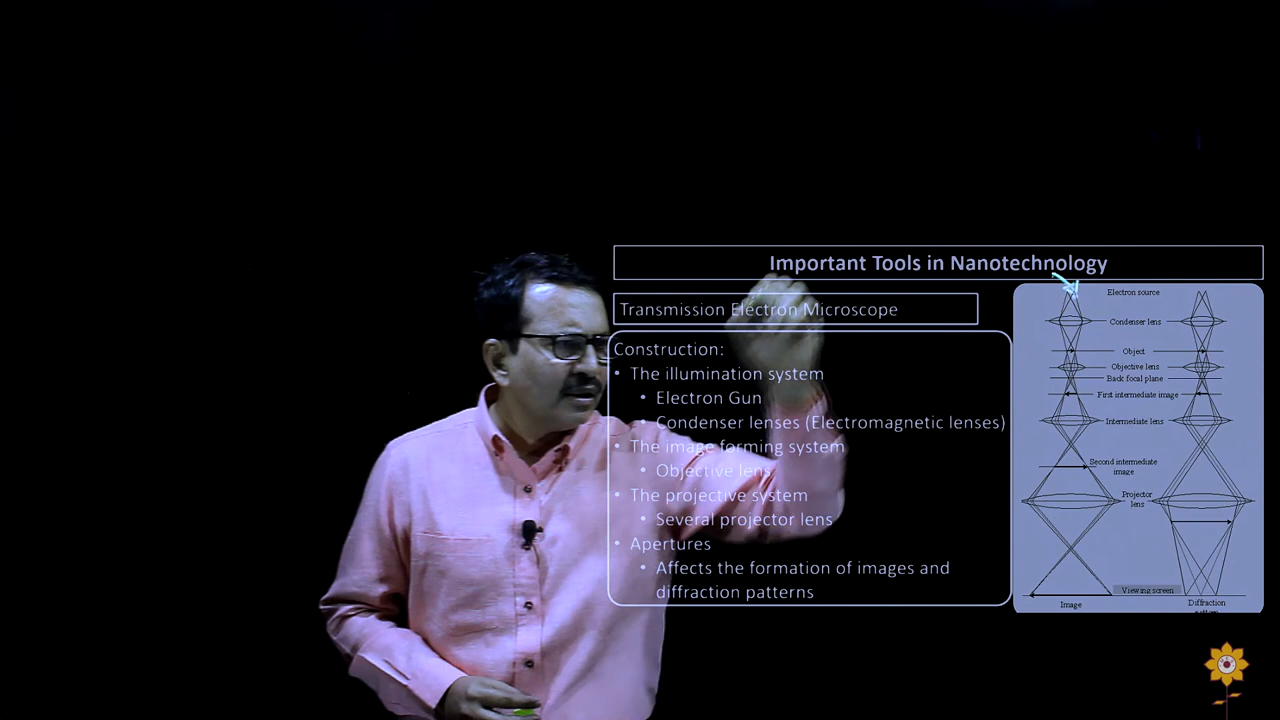 Important Tools in Nanotechnology
Transmission Electron Microscope
Construction:
• The illumination system
• Electron Gun
• Condenser lenses (Electromagnetic lenses)
• The image forming system
• Objective lens
• The projective system
• Several projector lens
• Apertures
• Affects the formation of images and
diffraction patterns
Electron source
Condenser lens
Object
Objective lens
Back focal plane
First intermediate image
Intermediate lens
Second intermediate
image
Projector
lens
Viewing screen
Image
Diffraction